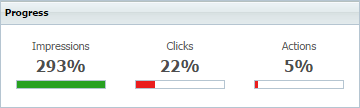 Progress
Impressions Clicks Actions
293% 22% 5%